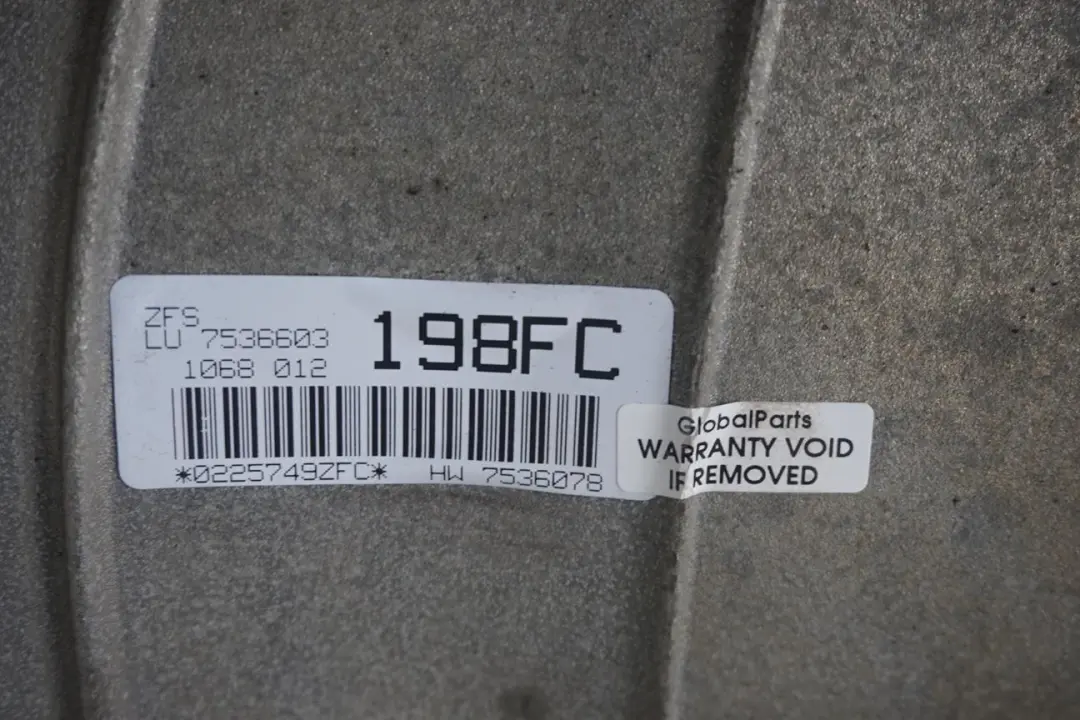 ZFS
LU 7536603
198FC
1068 012
*0225749ZFC* HW 7536078
GlobalParts
WARRANTY VOID
IF REMOVED